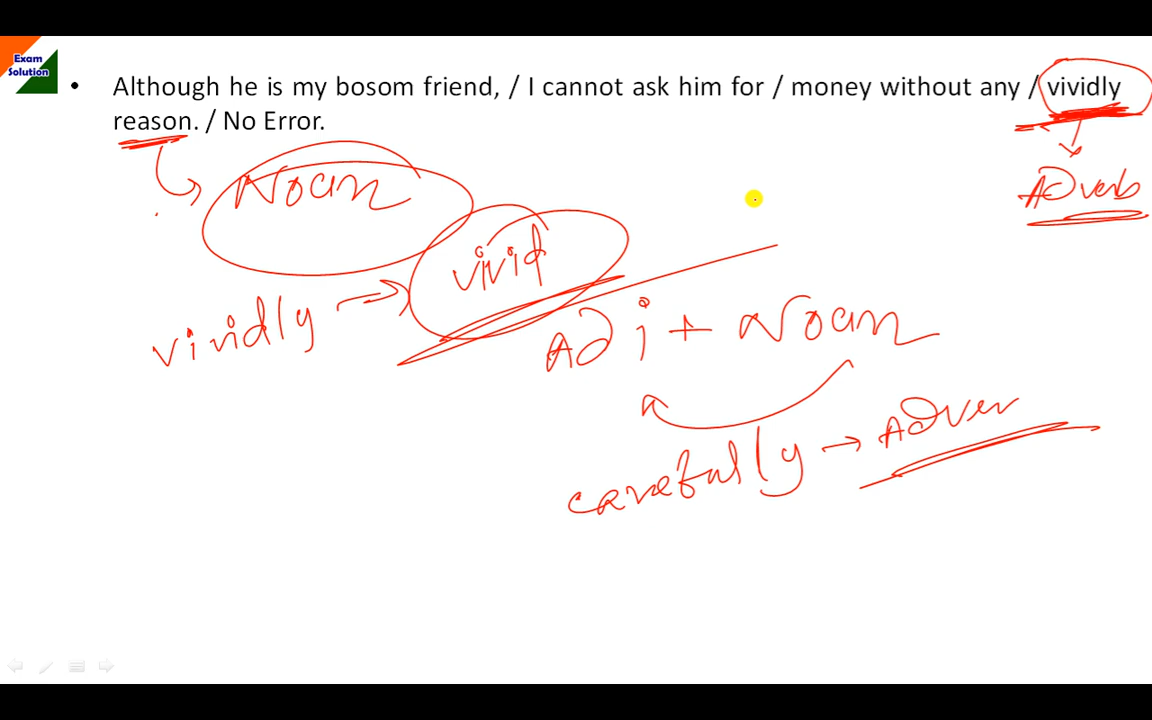 Exam
Solution
• Although he is my bosom friend, / I cannot ask him for / money without any / vividly
reason. / No Error.
Noun
Adverb
vivid
vividly
Adj + Noun
carefully → Adver